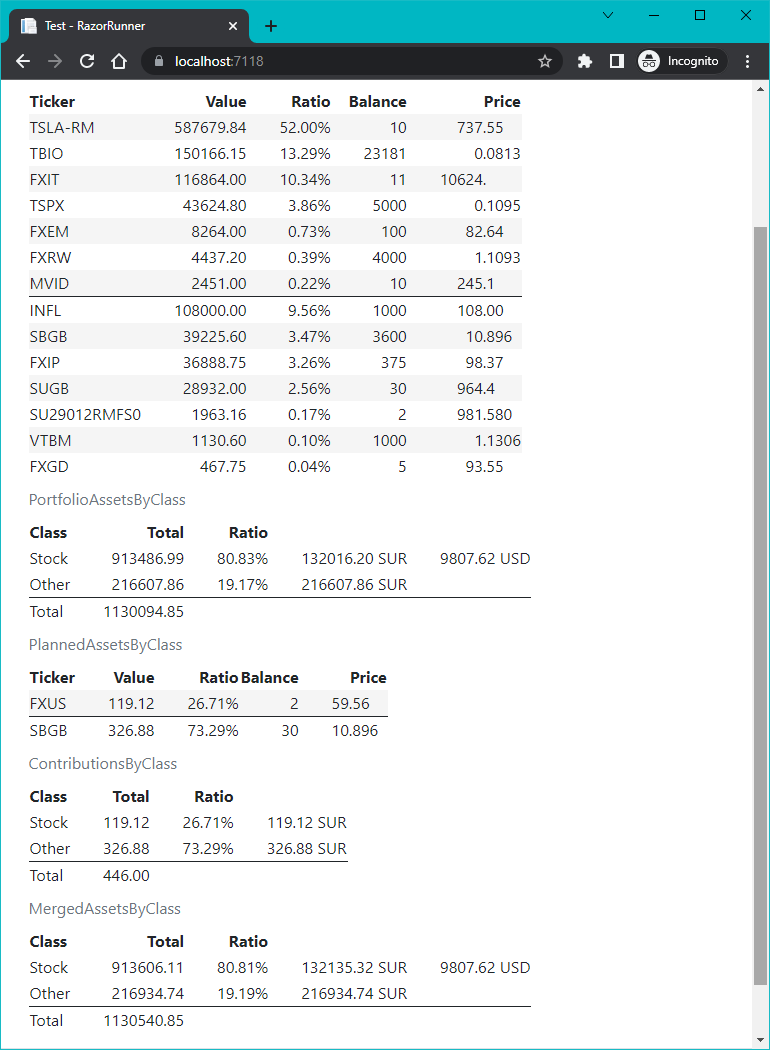 Test - RazorRunner
localhost:7118
Incognito
Ticker Value Ratio Balance Price
TSLA-RM 587679.84 52.00% 10 737.55
TBIO 150166.15 13.29% 23181 0.0813
FXIT 116864.00 10.34% 11 10624.
TSPX 43624.80 3.86% 5000 0.1095
FXEM 8264.00 0.73% 100 82.64
FXRW 4437.20 0.39% 4000 1.1093
MVID 2451.00 0.22% 10 245.1
INFL 108000.00 9.56% 1000 108.00
SBGB 39225.60 3.47% 3600 10.896
FXIP 36888.75 3.26% 375 98.37
SUGB 28932.00 2.56% 30 964.4
SU29012RMFS0 1963.16 0.17% 2 981.580
VTBM 1130.60 0.10% 1000 1.1306
FXGD 467.75 0.04% 5 93.55
PortfolioAssetsByClass
Class Total Ratio
Stock 913486.99 80.83% 132016.20 SUR 9807.62 USD
Other 216607.86 19.17% 216607.86 SUR
Total 1130094.85
PlannedAssetsByClass
Ticker Value Ratio Balance Price
FXUS 119.12 26.71% 2 59.56
SBGB 326.88 73.29% 30 10.896
ContributionsByClass
Class Total Ratio
Stock 119.12 26.71% 119.12 SUR
Other 326.88 73.29% 326.88 SUR
Total 446.00
MergedAssetsByClass
Class Total Ratio
Stock 913606.11 80.81% 132135.32 SUR 9807.62 USD
Other 216934.74 19.19% 216934.74 SUR
Total 1130540.85